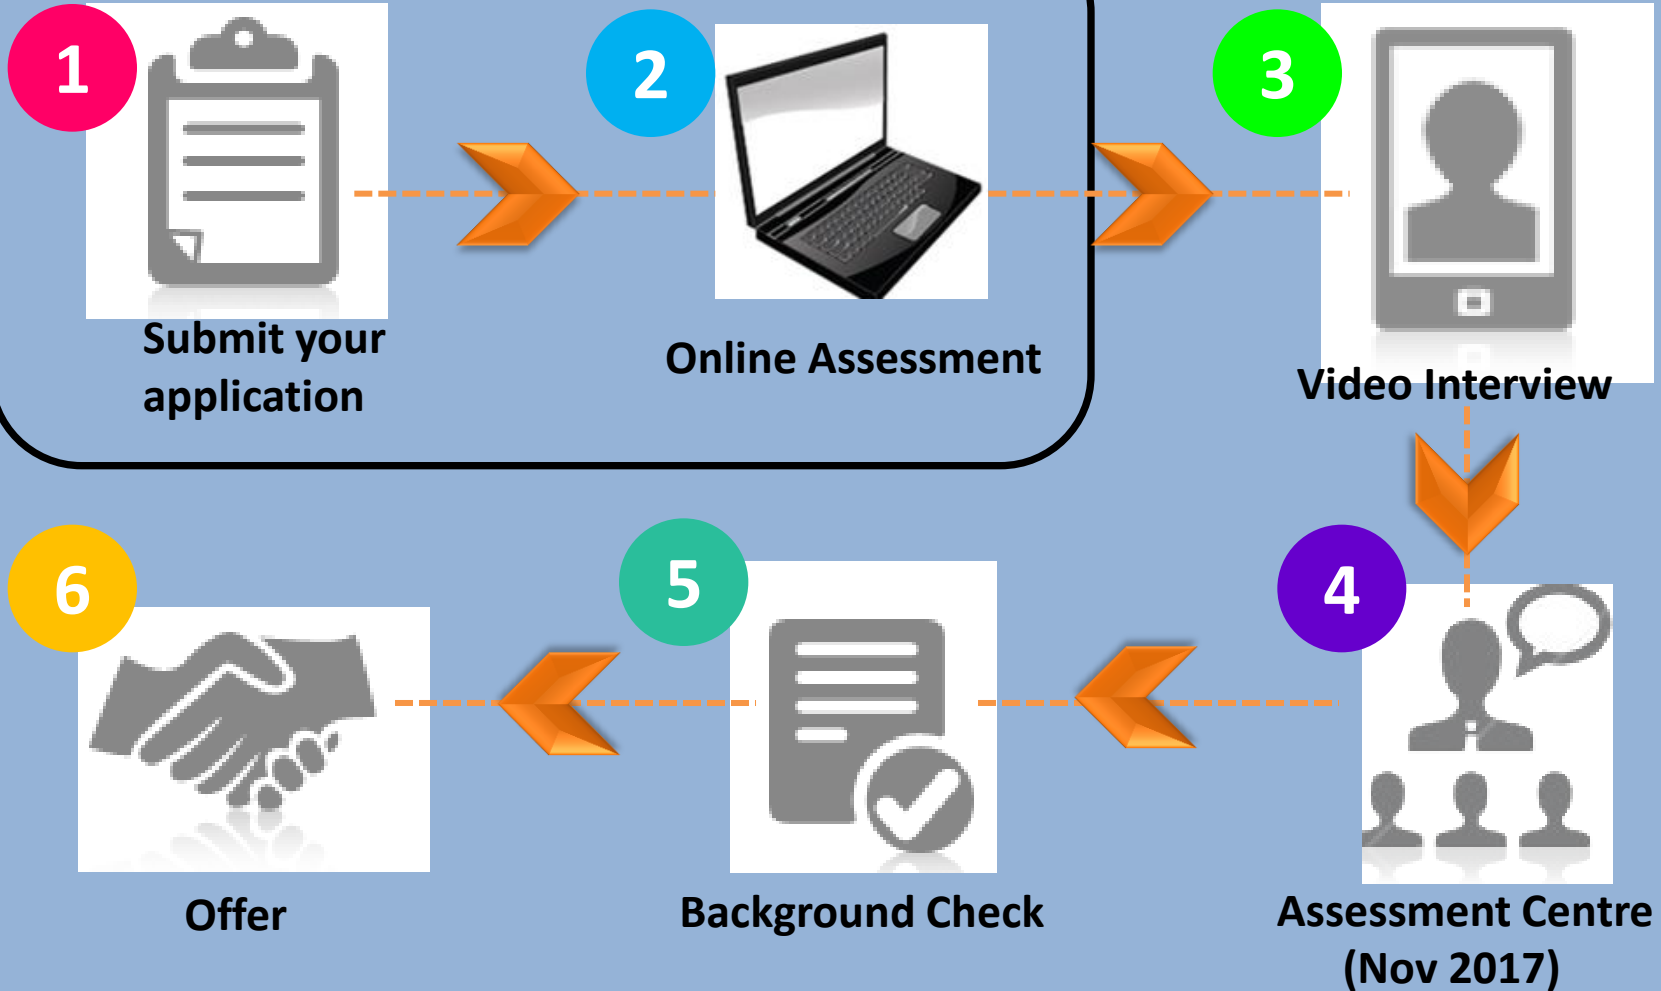 1
Submit your
application
2
Online Assessment
3
Video Interview
4
Assessment Centre
(Nov 2017)
5
Background Check
6
Offer